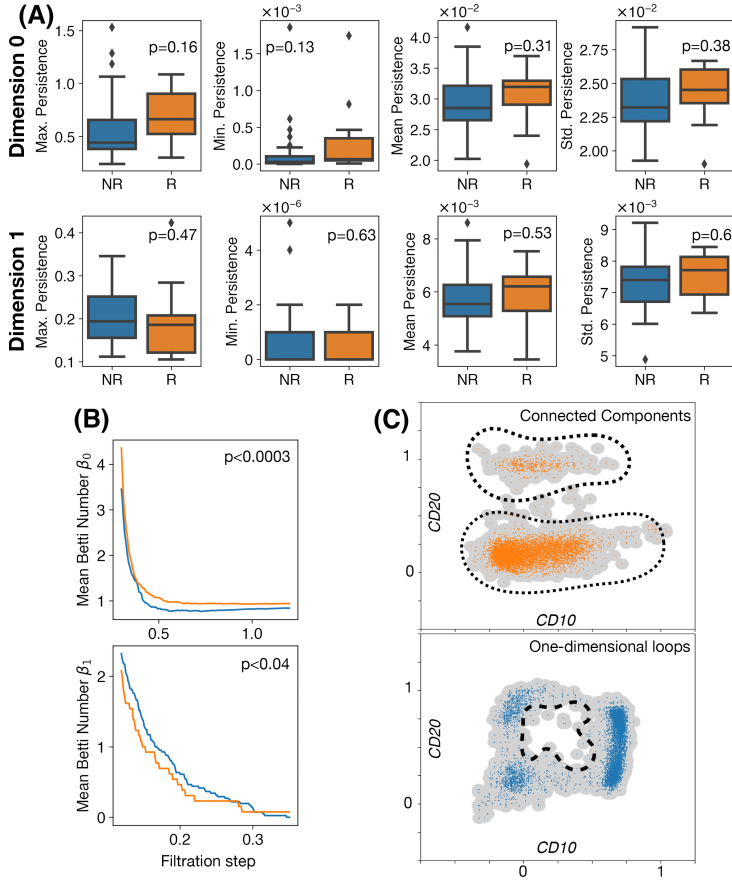 (A)
Dimension 0
Max. Persistence
1.5
1.0
0.5
p=0.16
NR
R
×10⁻³
Min. Persistence
1.5
1.0
0.5
0.0
p=0.13
NR
R
×10⁻²
Mean Persistence
4.0
3.5
3.0
2.5
2.0
p=0.31
NR
R
×10⁻²
Std. Persistence
2.75
2.50
2.25
2.00
p=0.38
NR
R
Dimension 1
Max. Persistence
0.4
0.3
0.2
0.1
p=0.47
NR
R
×10⁻⁶
Min. Persistence
4
2
0
p=0.63
NR
R
×10⁻³
Mean Persistence
8
6
4
p=0.53
NR
R
×10⁻³
Std. Persistence
9
8
7
6
5
p=0.6
NR
R
(B)
Mean Betti Number β₀
4
3
2
1
p<0.0003
0.5
1.0
Mean Betti Number β₁
2
1
0
p<0.04
0.2
0.3
Filtration step
(C)
Connected Components
CD20
1
0
CD10
One-dimensional loops
CD20
1
0
CD10
0
1